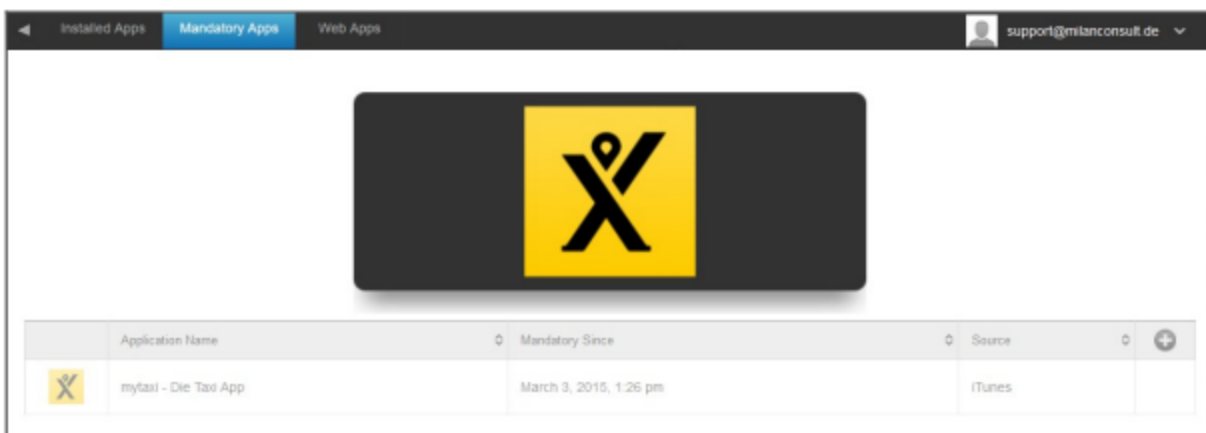 Installed Apps Mandatory Apps Web Apps support@milanconsult.de
Application Name Mandatory Since Source
mytaxi - Die Taxi App March 3, 2015, 1:26 pm iTunes